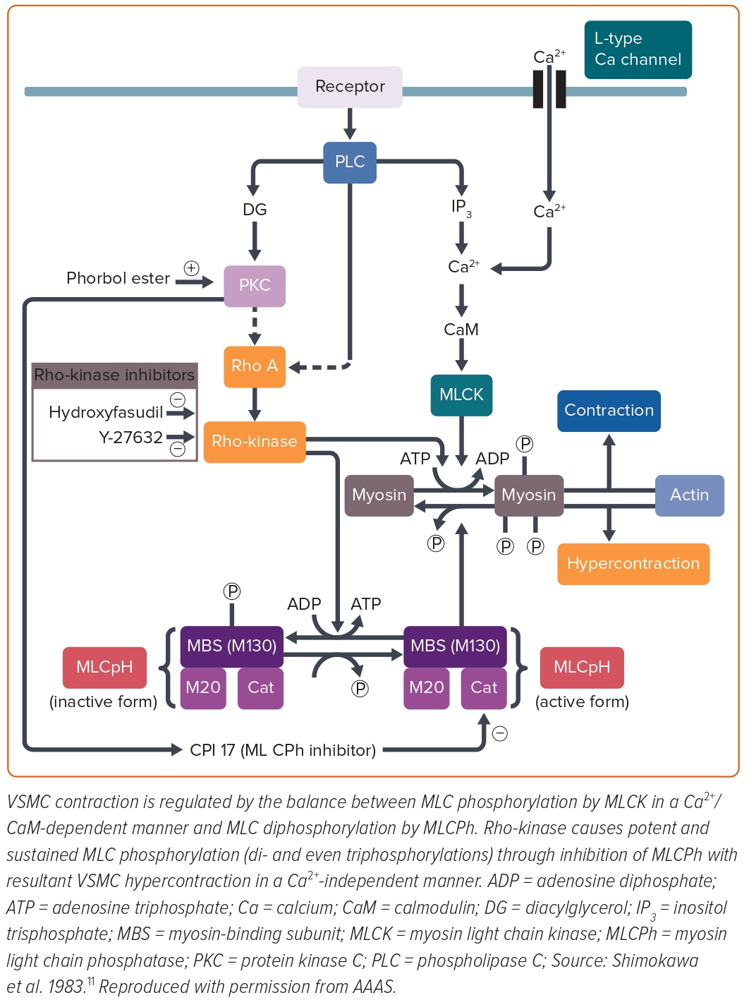 L-type
Ca channel
Ca2+
Receptor
PLC
DG
IP3
Ca2+
Ca2+
Phorbol ester
+
PKC
CaM
Rho A
Rho-kinase inhibitors
Hydroxyfasudil
−
Y-27632
−
MLCK
Contraction
Rho-kinase
ATP
ADP
P
Myosin
Myosin
Actin
P
P
P
Hypercontraction
P
ADP
ATP
MBS (M130)
MBS (M130)
MLCpH
(inactive form)
M20
Cat
P
M20
Cat
MLCpH
(active form)
CPI 17 (ML CPh inhibitor)
−
VSMC contraction is regulated by the balance between MLC phosphorylation by MLCK in a Ca2+/
CaM-dependent manner and MLC diphosphorylation by MLCPh. Rho-kinase causes potent and
sustained MLC phosphorylation (di- and even triphosphorylations) through inhibition of MLCPh with
resultant VSMC hypercontraction in a Ca2+-independent manner. ADP = adenosine diphosphate;
ATP = adenosine triphosphate; Ca = calcium; CaM = calmodulin; DG = diacylglycerol; IP3 = inositol
trisphosphate; MBS = myosin-binding subunit; MLCK = myosin light chain kinase; MLCPh = myosin
light chain phosphatase; PKC = protein kinase C; PLC = phospholipase C; Source: Shimokawa
et al. 1983.11 Reproduced with permission from AAAS.